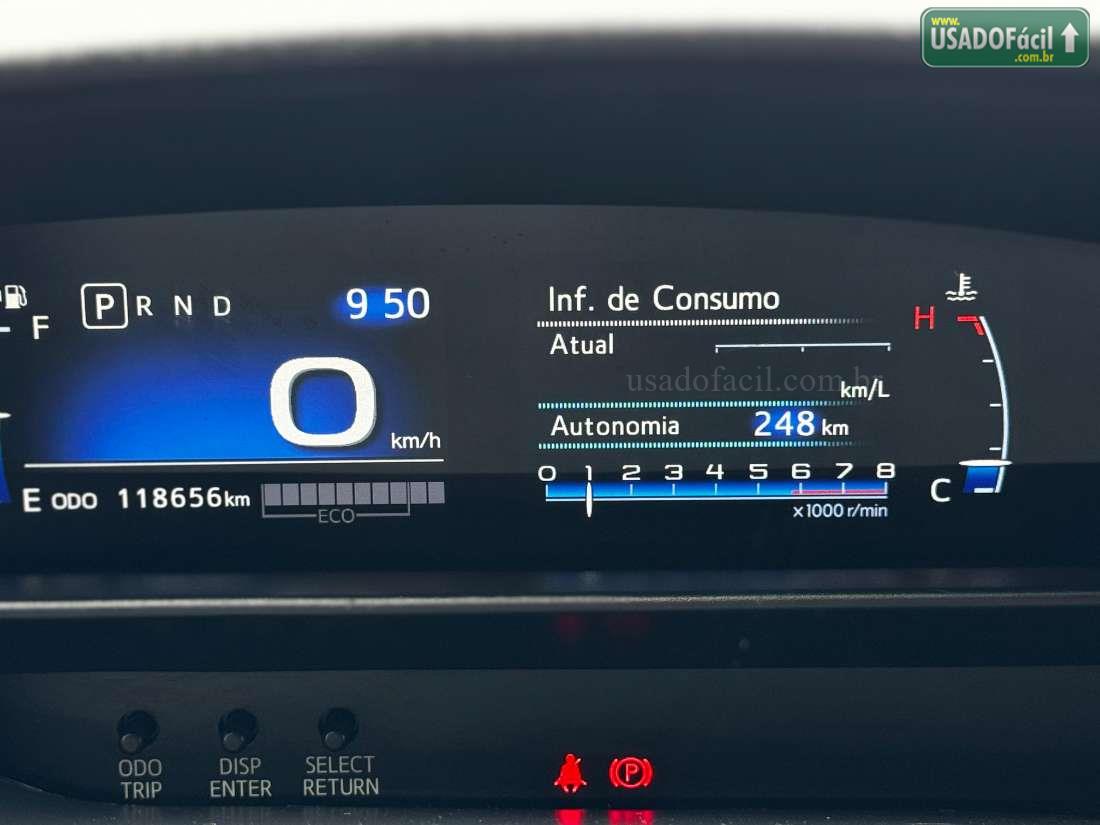 www.
USADOFácil
.com.br
P R N D
9 50
Inf. de Consumo
H
F
Atual
usadofacil.com.br
km/L
0
km/h
Autonomia 248 km
0 1 2 3 4 5 6 7 8
E ODO 118656km
C
x1000 r/min
ECO
ODO
TRIP
DISP
ENTER
SELECT
RETURN
P